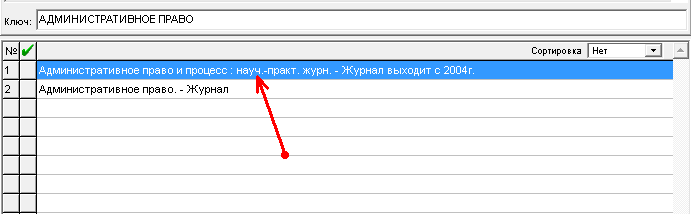 Ключ: АДМИНИСТРАТИВНОЕ ПРАВО
№ Сортировка Нет
1 Административное право и процесс : науч.-практ. журн. - Журнал выходит с 2004г.
2 Административное право. - Журнал